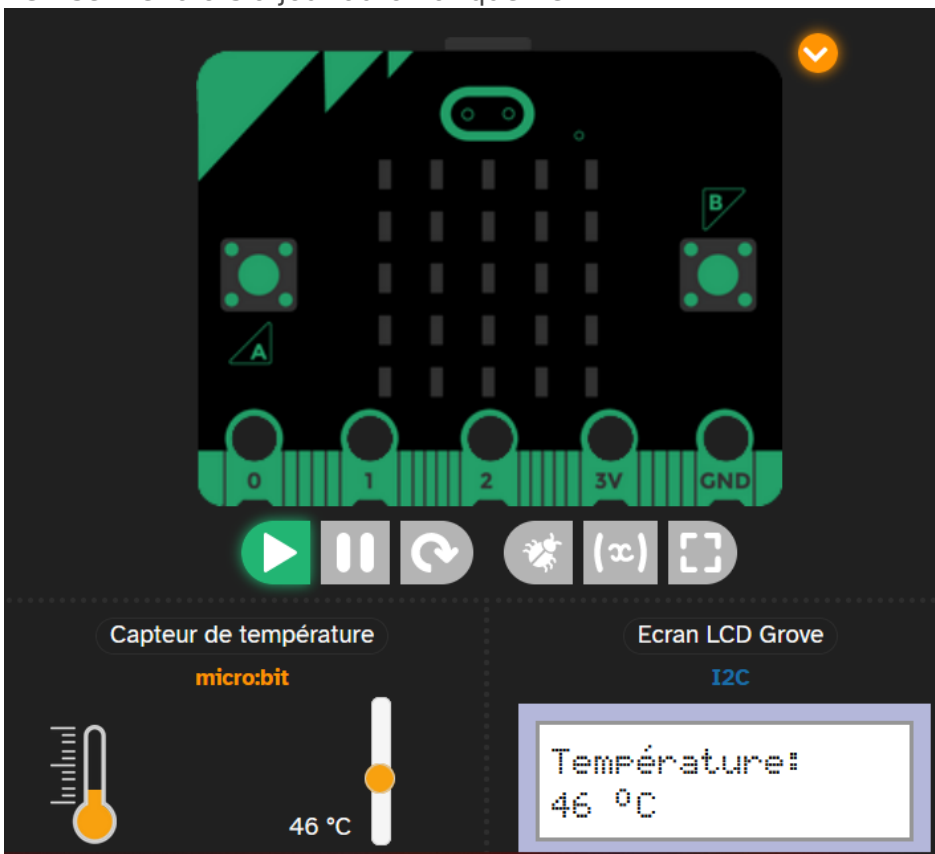 B
A
0 1 2 3V GND
(x)
Capteur de température
micro:bit
46 °C
Ecran LCD Grove
I2C
Température:
46 °C